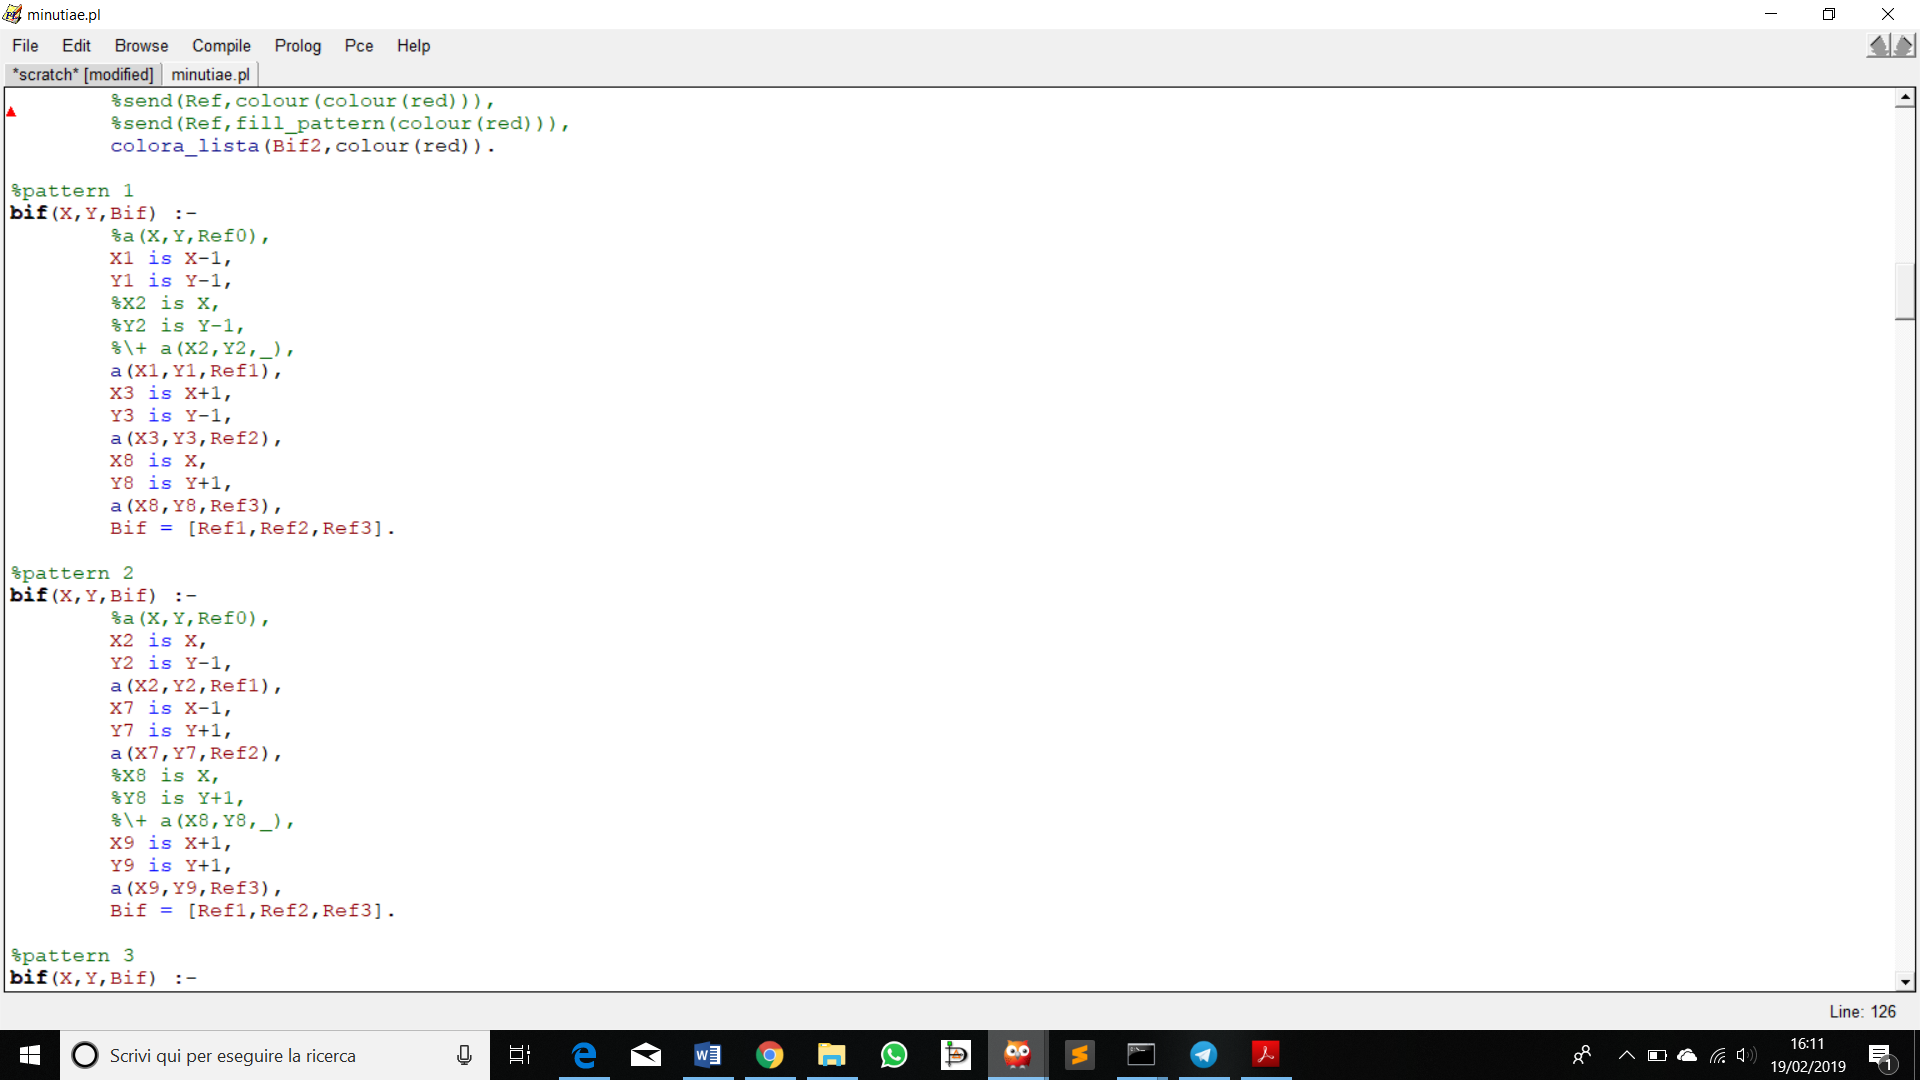 minutiae.pl
File Edit Browse Compile Prolog Pce Help
*scratch* [modified] minutiae.pl
%send(Ref,colour(colour(red))),
%send(Ref,fill_pattern(colour(red))),
colora_lista(Bif2,colour(red)).
%pattern 1
bif(X,Y,Bif) :-
%a(X,Y,Ref0),
X1 is X-1,
Y1 is Y-1,
%X2 is X,
%Y2 is Y-1,
%\+ a(X2,Y2,_),
a(X1,Y1,Ref1),
X3 is X+1,
Y3 is Y-1,
a(X3,Y3,Ref2),
X8 is X,
Y8 is Y+1,
a(X8,Y8,Ref3),
Bif = [Ref1,Ref2,Ref3].
%pattern 2
bif(X,Y,Bif) :-
%a(X,Y,Ref0),
X2 is X,
Y2 is Y-1,
a(X2,Y2,Ref1),
X7 is X-1,
Y7 is Y+1,
a(X7,Y7,Ref2),
%X8 is X,
%Y8 is Y+1,
%\+ a(X8,Y8,_),
X9 is X+1,
Y9 is Y+1,
a(X9,Y9,Ref3),
Bif = [Ref1,Ref2,Ref3].
%pattern 3
bif(X,Y,Bif) :-
Line: 126
Scrivi qui per eseguire la ricerca
16:11
19/02/2019
1